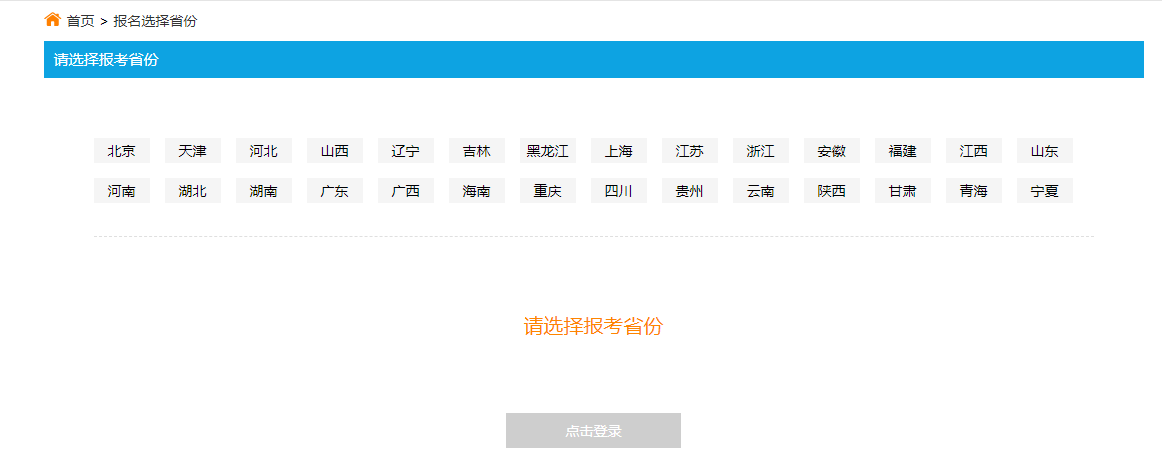 首页 > 报名选择省份
请选择报考省份
北京 天津 河北 山西 辽宁 吉林 黑龙江 上海 江苏 浙江 安徽 福建 江西 山东
河南 湖北 湖南 广东 广西 海南 重庆 四川 贵州 云南 陕西 甘肃 青海 宁夏
请选择报考省份
点击登录